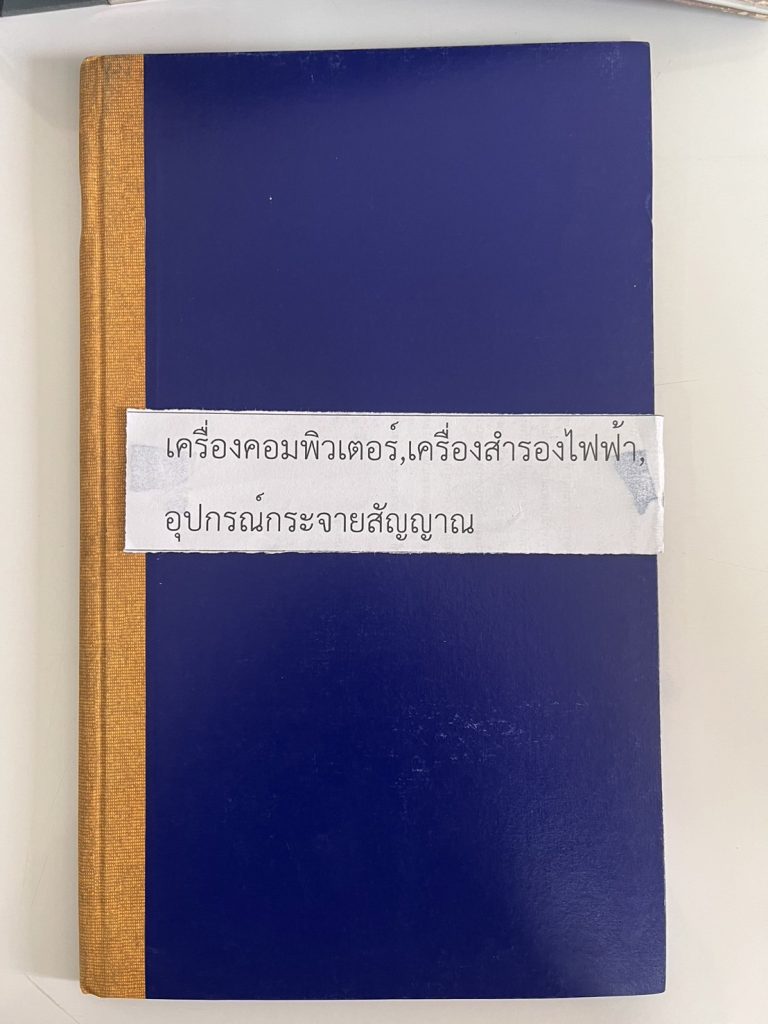 เครื่องคอมพิวเตอร์,เครื่องสำรองไฟฟ้า,
อุปกรณ์กระจายสัญญาณ